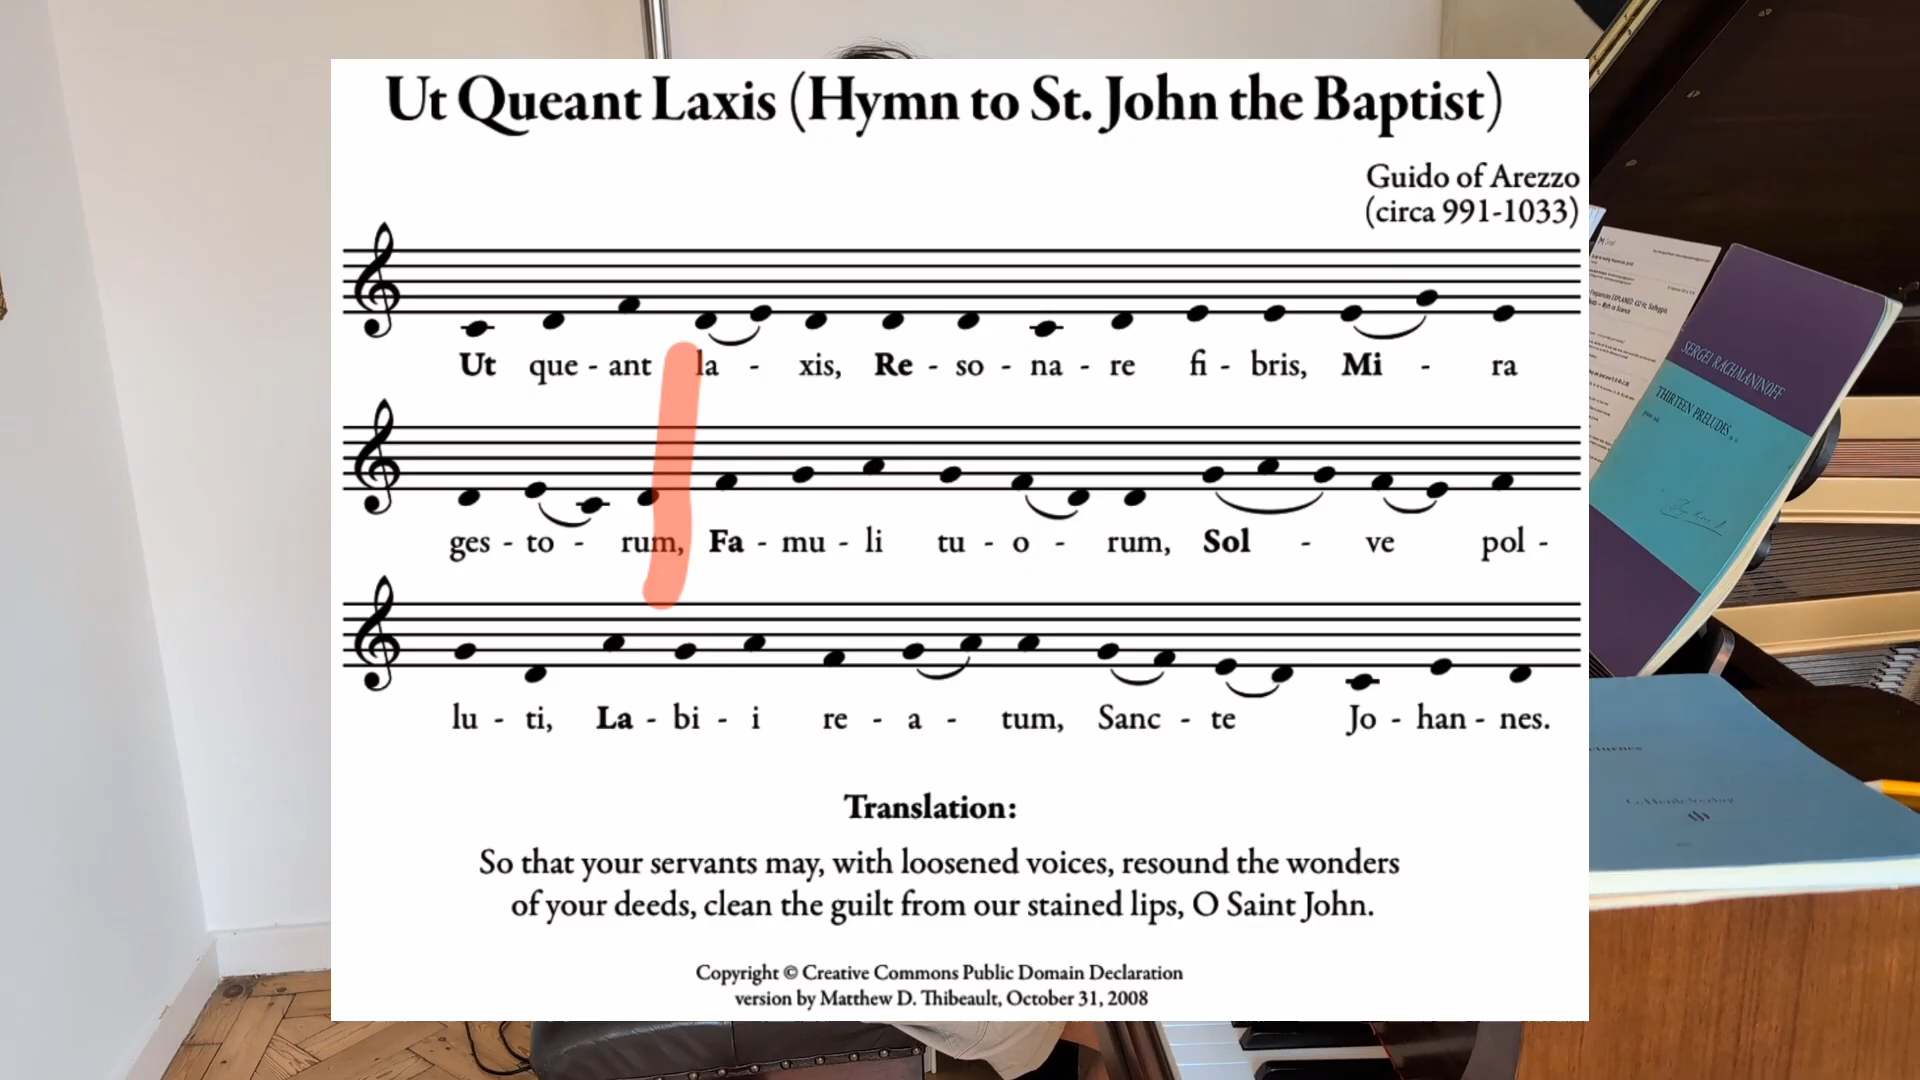 Ut Queant Laxis (Hymn to St. John the Baptist)
Guido of Arezzo
(circa 991-1033)
Ut que - ant la - xis, Re - so - na - re fi - bris, Mi - ra
ges - to - rum, Fa - mu - li tu - o - rum, Sol - ve pol -
lu - ti, La - bi - i re - a - tum, Sanc - te Jo - han - nes.
Translation:
So that your servants may, with loosened voices, resound the wonders
of your deeds, clean the guilt from our stained lips, O Saint John.
Copyright © Creative Commons Public Domain Declaration
version by Matthew D. Thibeault, October 31, 2008
SERGEI RACHMANINOFF
THIRTEEN PRELUDES